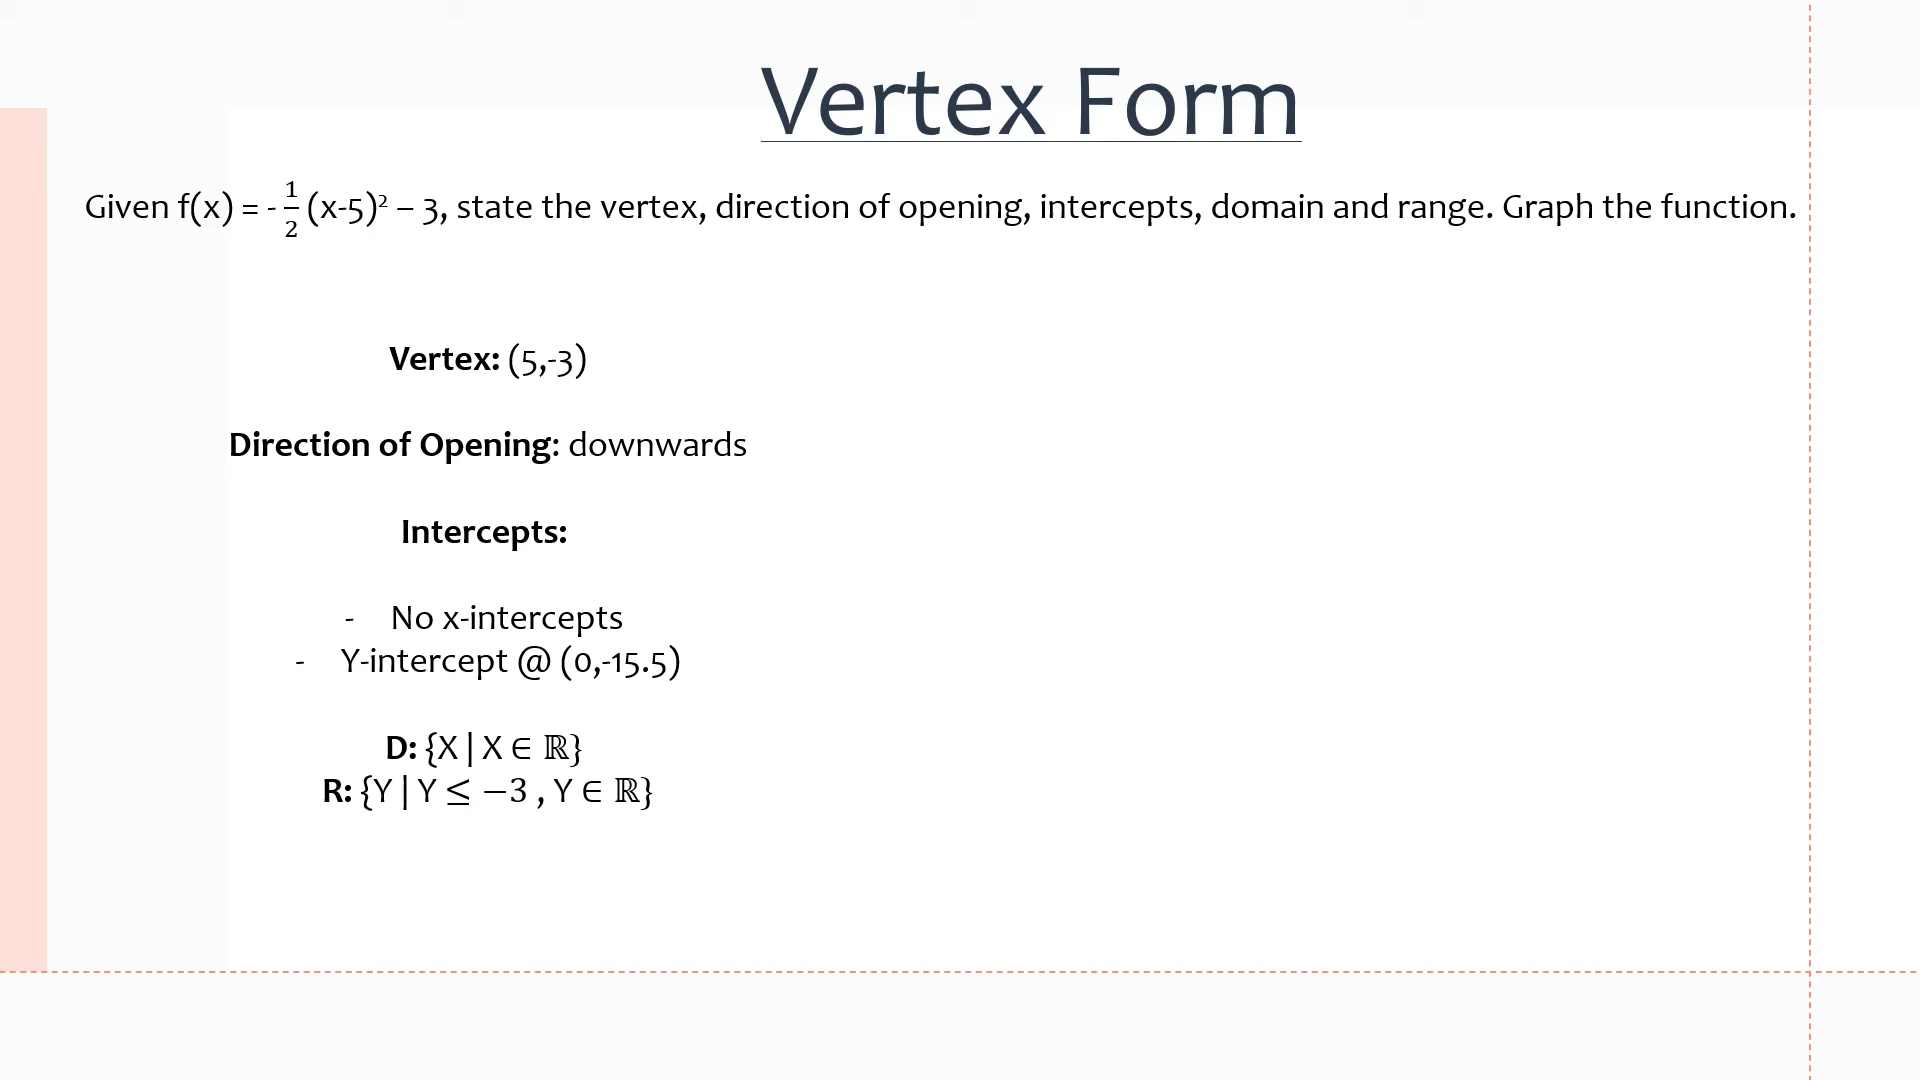 Vertex Form
Given f(x) = - 1/2 (x-5)² – 3, state the vertex, direction of opening, intercepts, domain and range. Graph the function.
Vertex: (5,-3)
Direction of Opening: downwards
Intercepts:
- No x-intercepts
- Y-intercept @ (0,-15.5)
D: {X | X ∈ ℝ}
R: {Y | Y ≤ −3 , Y ∈ ℝ}